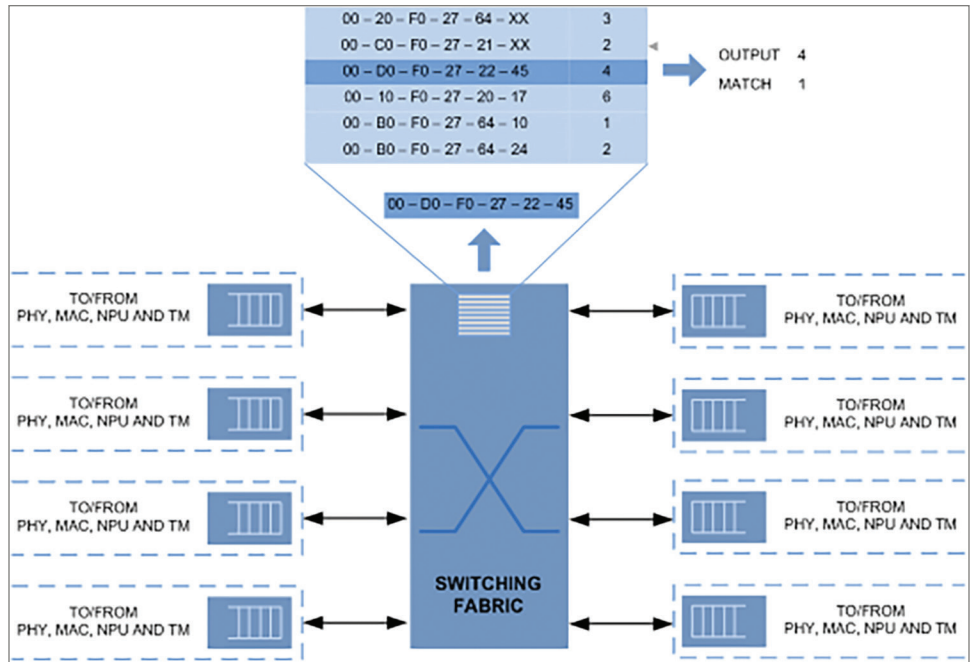 00 – 20 – F0 – 27 – 64 – XX 3
00 – C0 – F0 – 27 – 21 – XX 2
00 – D0 – F0 – 27 – 22 – 45 4
00 – 10 – F0 – 27 – 20 – 17 6
00 – B0 – F0 – 27 – 64 – 10 1
00 – B0 – F0 – 27 – 64 – 24 2
OUTPUT 4
MATCH 1
00 – D0 – F0 – 27 – 22 – 45
TO/FROM
PHY, MAC, NPU AND TM
TO/FROM
PHY, MAC, NPU AND TM
TO/FROM
PHY, MAC, NPU AND TM
TO/FROM
PHY, MAC, NPU AND TM
SWITCHING
FABRIC
TO/FROM
PHY, MAC, NPU AND TM
TO/FROM
PHY, MAC, NPU AND TM
TO/FROM
PHY, MAC, NPU AND TM
TO/FROM
PHY, MAC, NPU AND TM